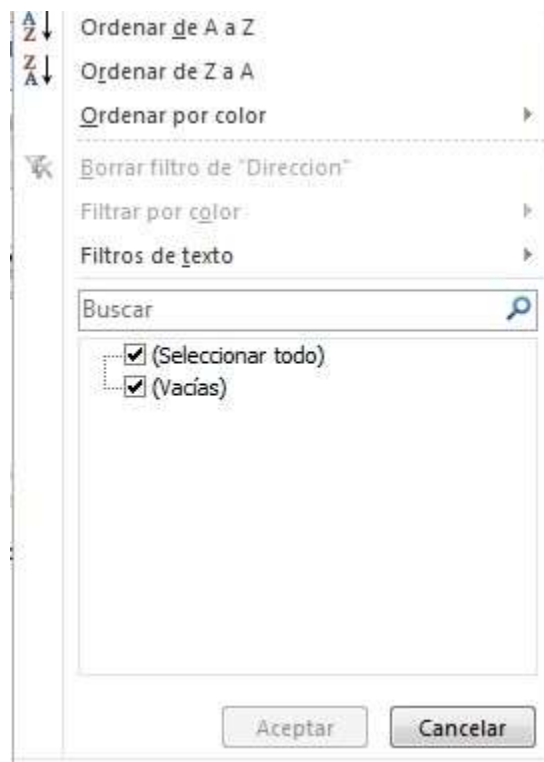 Ordenar de A a Z
Ordenar de Z a A
Ordenar por color
Borrar filtro de "Direccion"
Filtrar por color
Filtros de texto
Buscar
(Seleccionar todo)
(Vacías)
Aceptar Cancelar